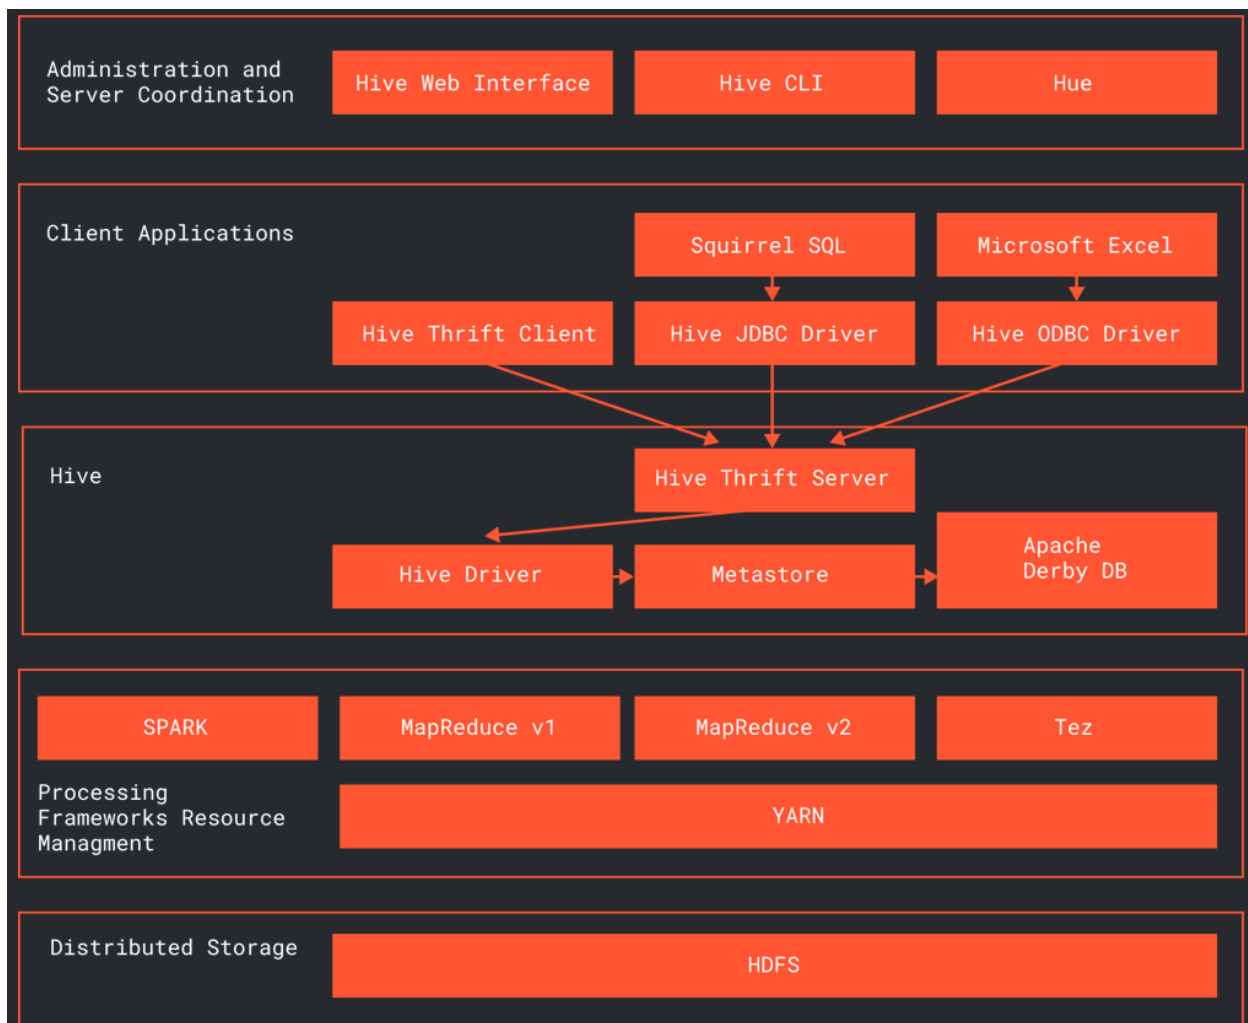 Administration and
Server Coordination
Hive Web Interface
Hive CLI
Hue
Client Applications
Squirrel SQL
Microsoft Excel
Hive Thrift Client
Hive JDBC Driver
Hive ODBC Driver
Hive
Hive Thrift Server
Hive Driver
Metastore
Apache
Derby DB
SPARK
MapReduce v1
MapReduce v2
Tez
Processing
Frameworks Resource
Managment
YARN
Distributed Storage
HDFS